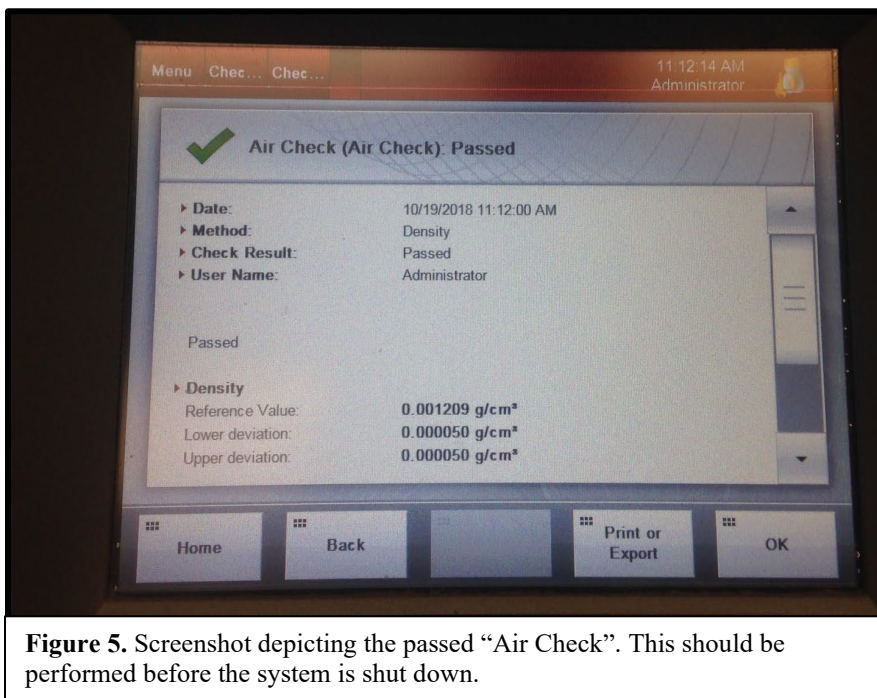 Menu Chec... Chec... 11:12:14 AM
Administrator
Air Check (Air Check): Passed
Date: 10/19/2018 11:12:00 AM
Method: Density
Check Result: Passed
User Name: Administrator
Passed
Density
Reference Value: 0.001209 g/cm³
Lower deviation: 0.000050 g/cm³
Upper deviation: 0.000050 g/cm³
Home Back Print or Export OK
Figure 5. Screenshot depicting the passed “Air Check”. This should be
performed before the system is shut down.